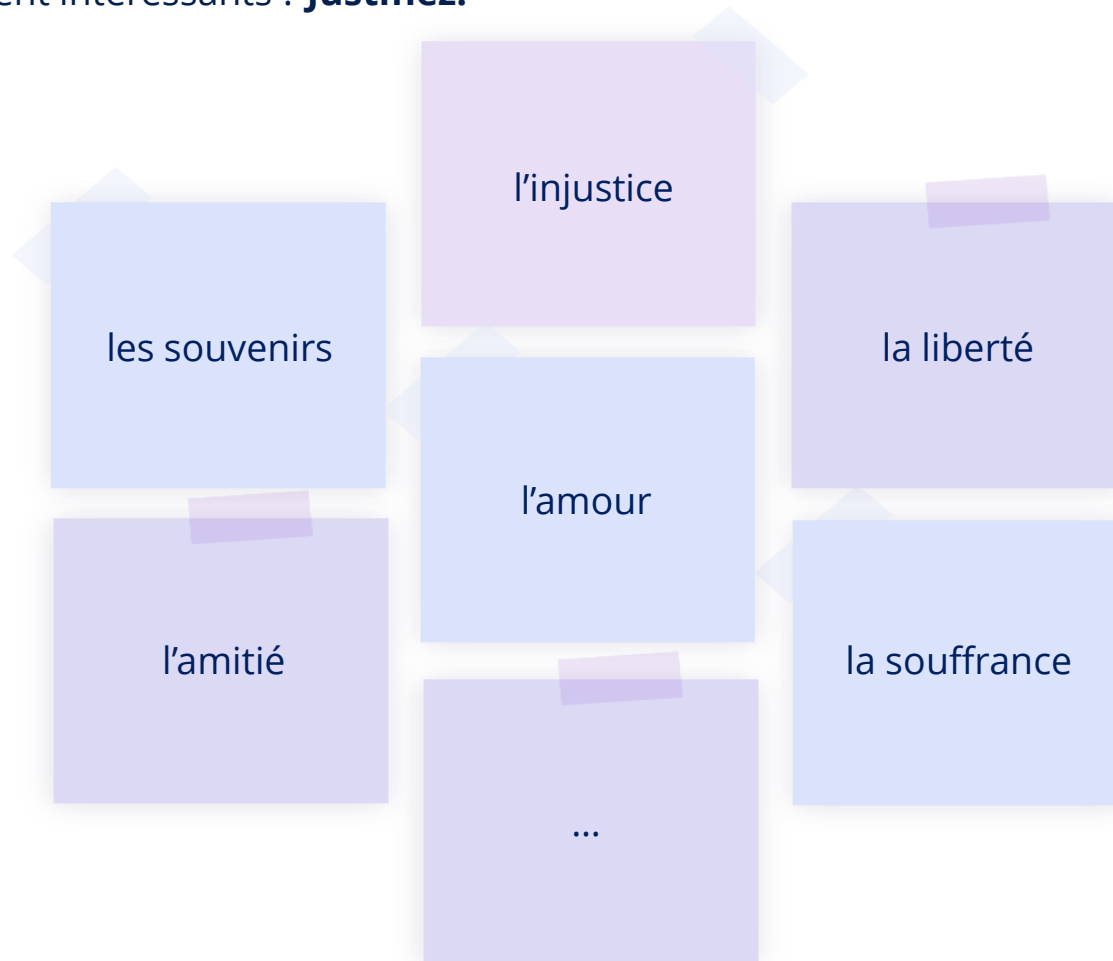 intéressants ? Justifiez.
l'injustice
les souvenirs
la liberté
l'amour
l'amitié
la souffrance
...